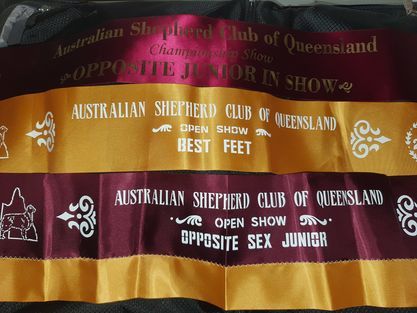 Australian Shepherd Club of Queensland
Championship Show
OPPOSITE JUNIOR IN SHOW
AUSTRALIAN SHEPHERD CLUB OF QUEENSLAND
OPEN SHOW
BEST FEET
AUSTRALIAN SHEPHERD CLUB OF QUEENSLAND
OPEN SHOW
OPPOSITE SEX JUNIOR